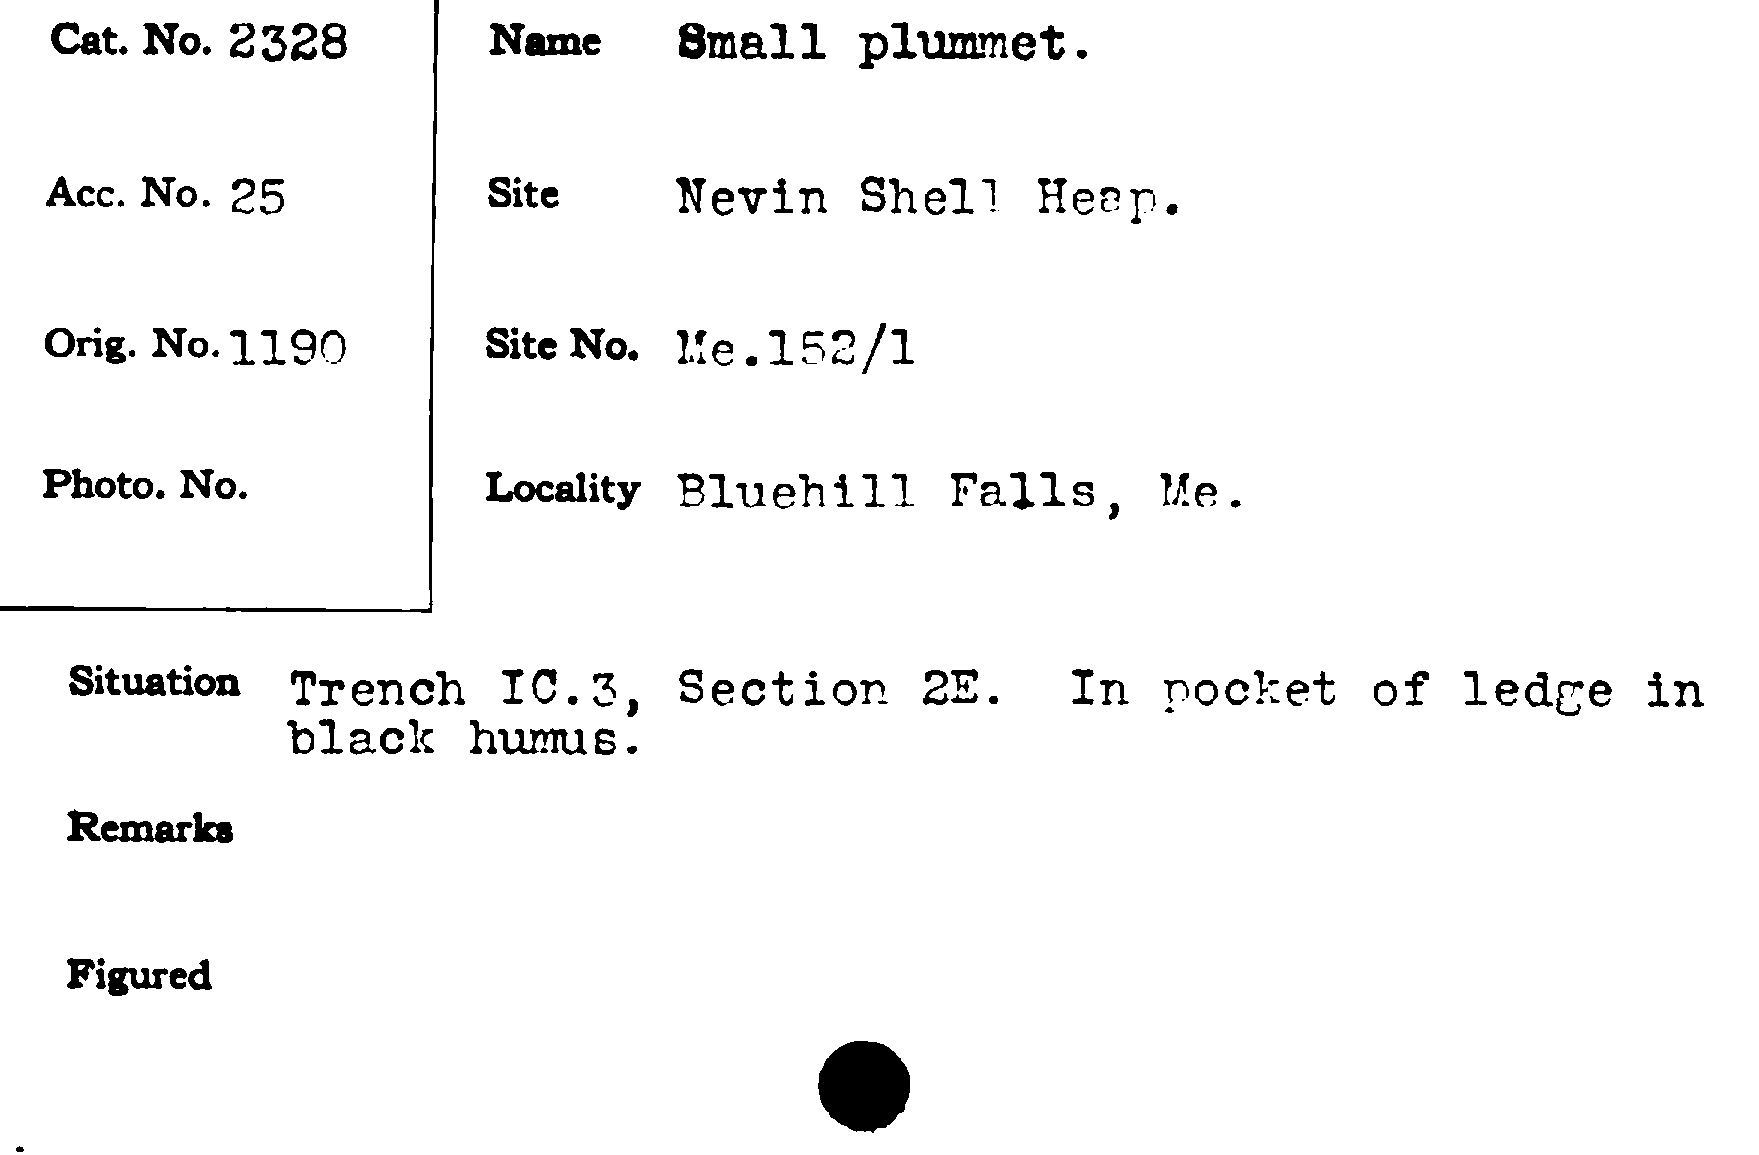 Cat. No. 2328
Name Small plummet.
Acc. No. 25
Site Nevin Shell Heap.
Orig. No. 1190
Site No. Me.152/1
Photo. No.
Locality Bluehill Falls, Me.
Situation Trench IC.3, Section 2E. In pocket of ledge in
black humus.
Remarks
Figured